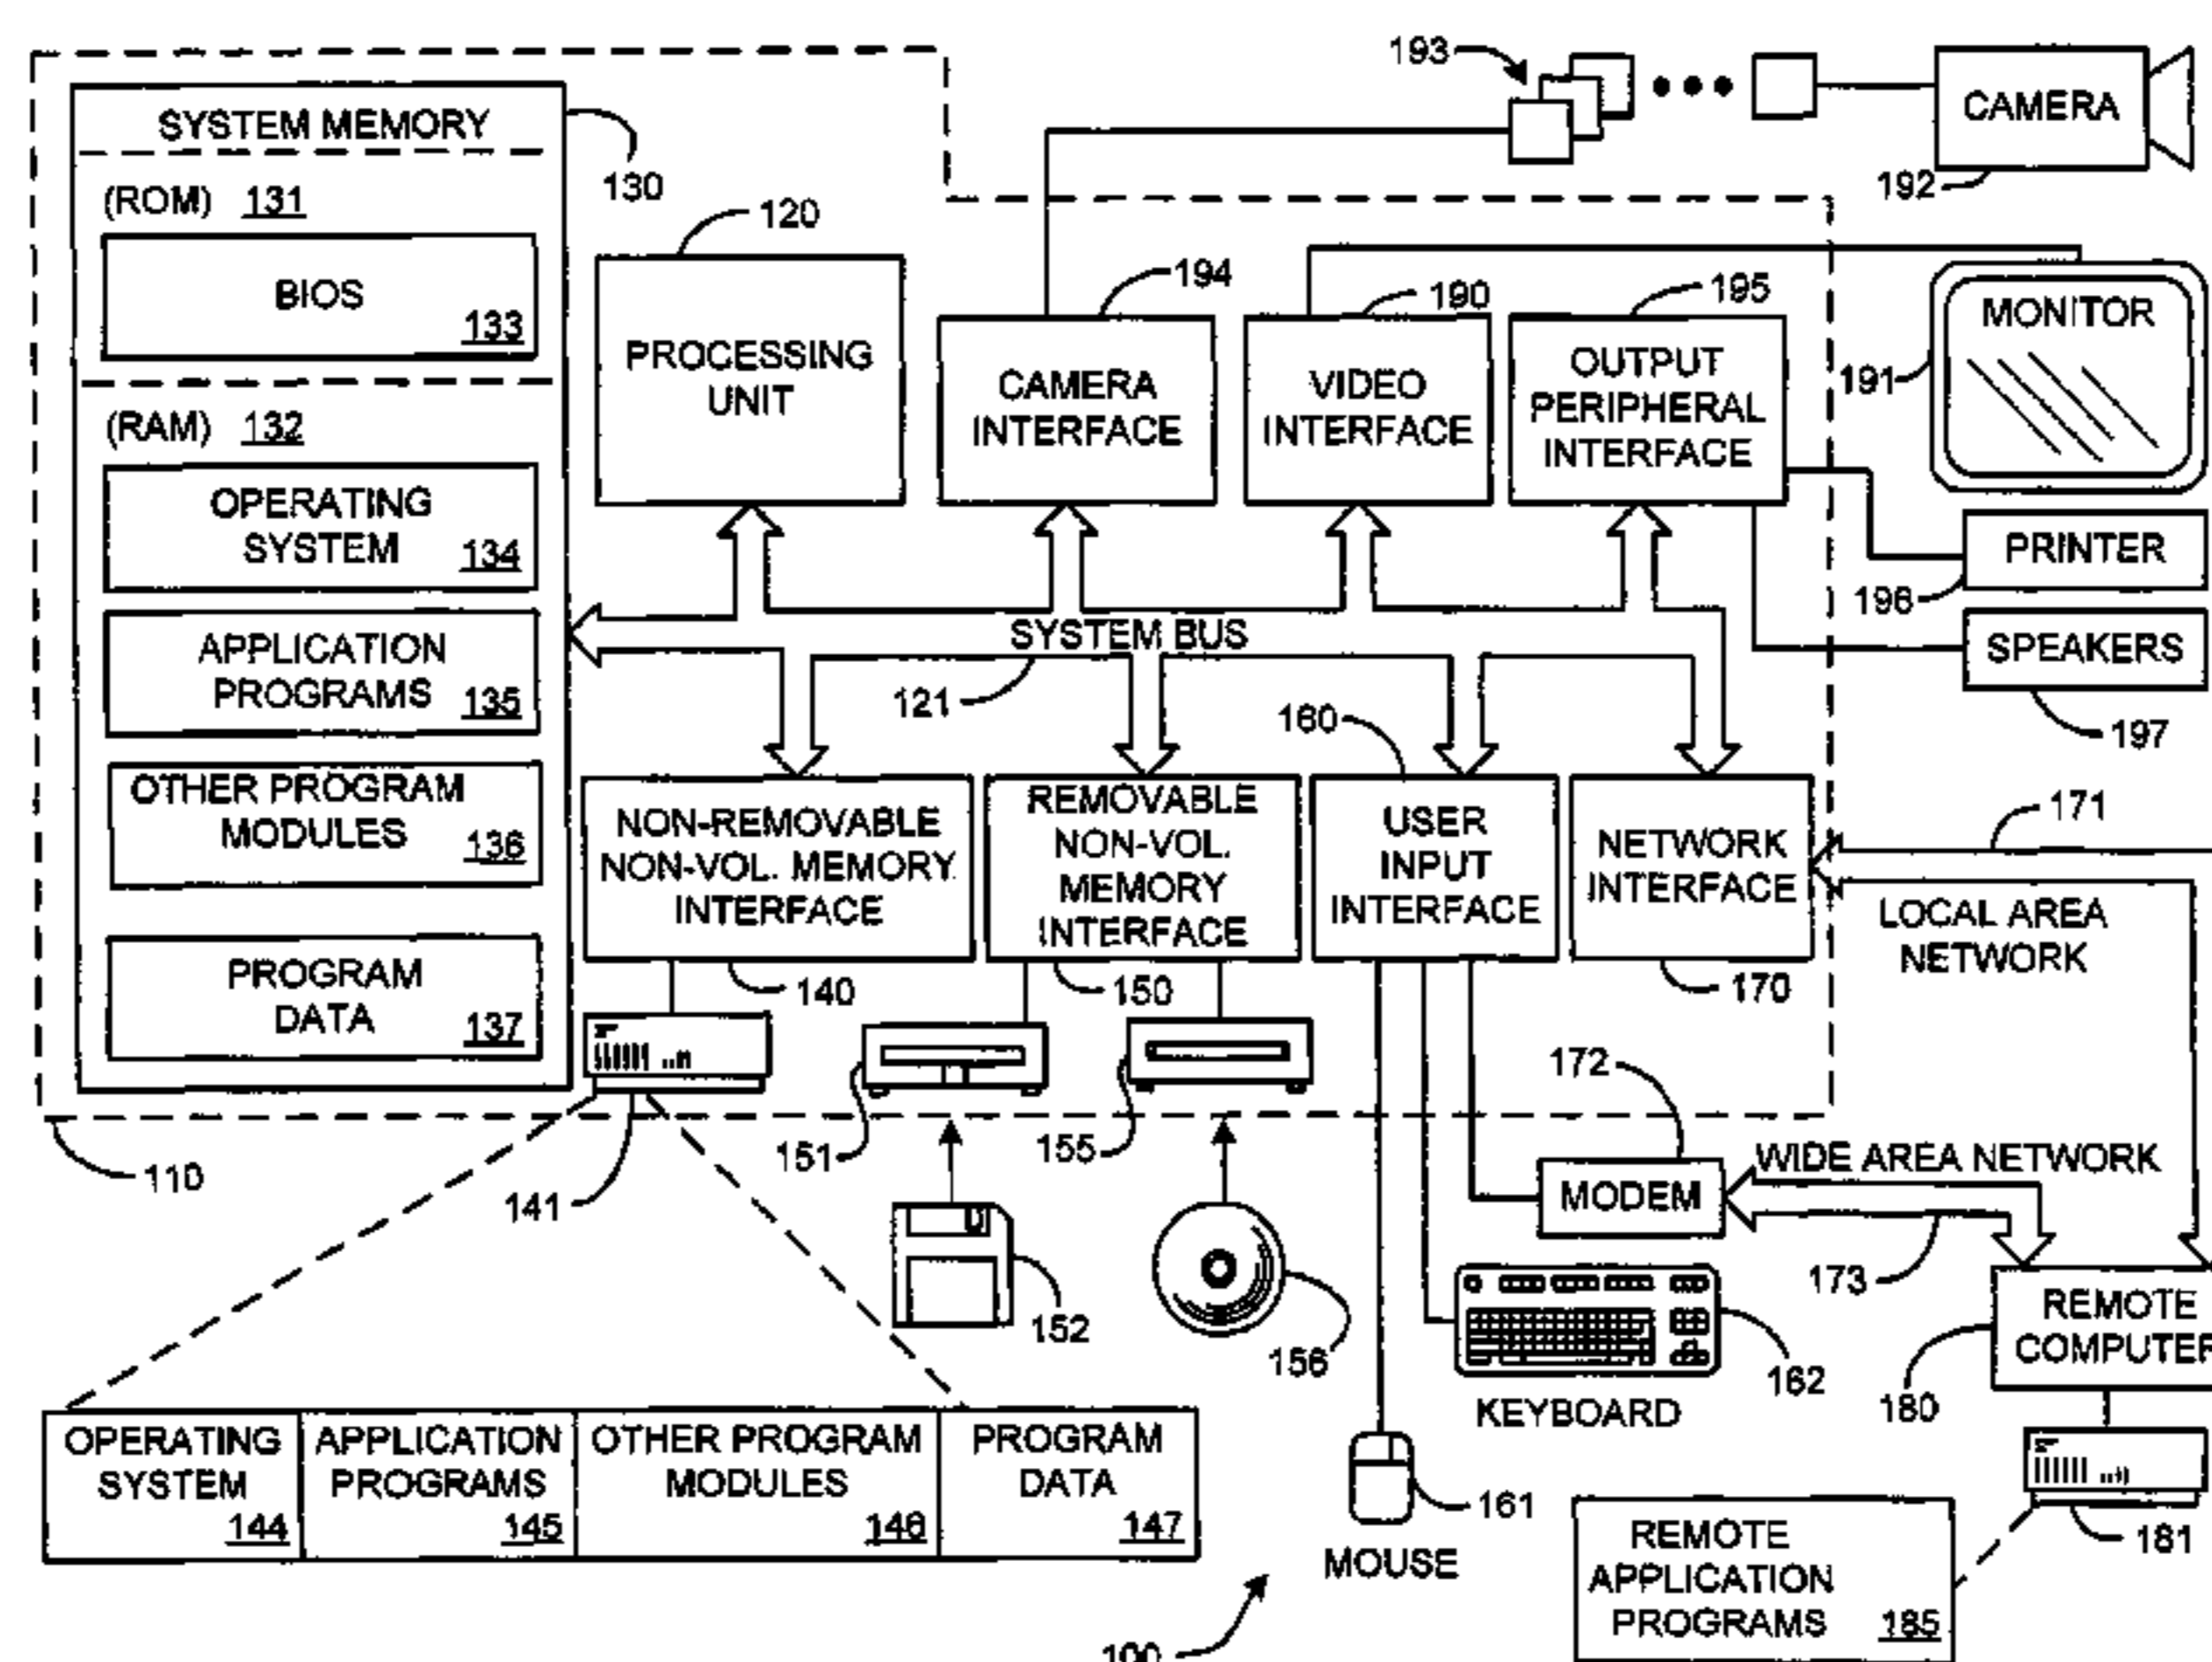 193
CAMERA
192
SYSTEM MEMORY
130
(ROM) 131
BIOS
133
(RAM) 132
OPERATING
SYSTEM
134
APPLICATION
PROGRAMS
135
OTHER PROGRAM
MODULES
136
PROGRAM
DATA
137
120
PROCESSING
UNIT
194
CAMERA
INTERFACE
190
VIDEO
INTERFACE
195
OUTPUT
PERIPHERAL
INTERFACE
MONITOR
191
PRINTER
196
SPEAKERS
197
SYSTEM BUS
121
NON-REMOVABLE
NON-VOL. MEMORY
INTERFACE
140
REMOVABLE
NON-VOL.
MEMORY
INTERFACE
150
160
USER
INPUT
INTERFACE
NETWORK
INTERFACE
170
171
LOCAL AREA
NETWORK
110
141
151
152
155
156
172
MODEM
WIDE AREA NETWORK
173
162
KEYBOARD
REMOTE
COMPUTER
180
181
OPERATING
SYSTEM
144
APPLICATION
PROGRAMS
145
OTHER PROGRAM
MODULES
146
PROGRAM
DATA
147
161
MOUSE
REMOTE
APPLICATION
PROGRAMS
185
100